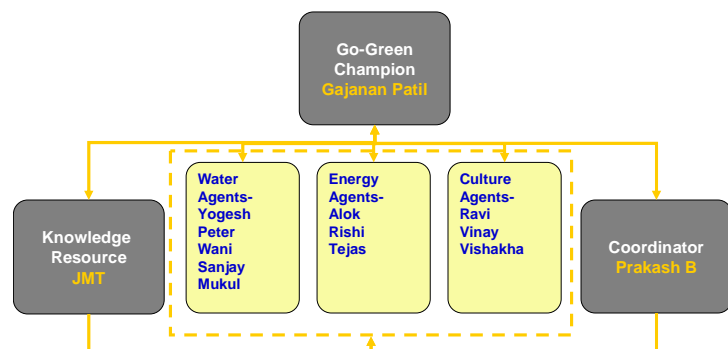 Go-Green
Champion
Gajanan Patil
Water
Agents-
Yogesh
Peter
Wani
Sanjay
Mukul
Energy
Agents-
Alok
Rishi
Tejas
Culture
Agents-
Ravi
Vinay
Vishakha
Knowledge
Resource
JMT
Coordinator
Prakash B